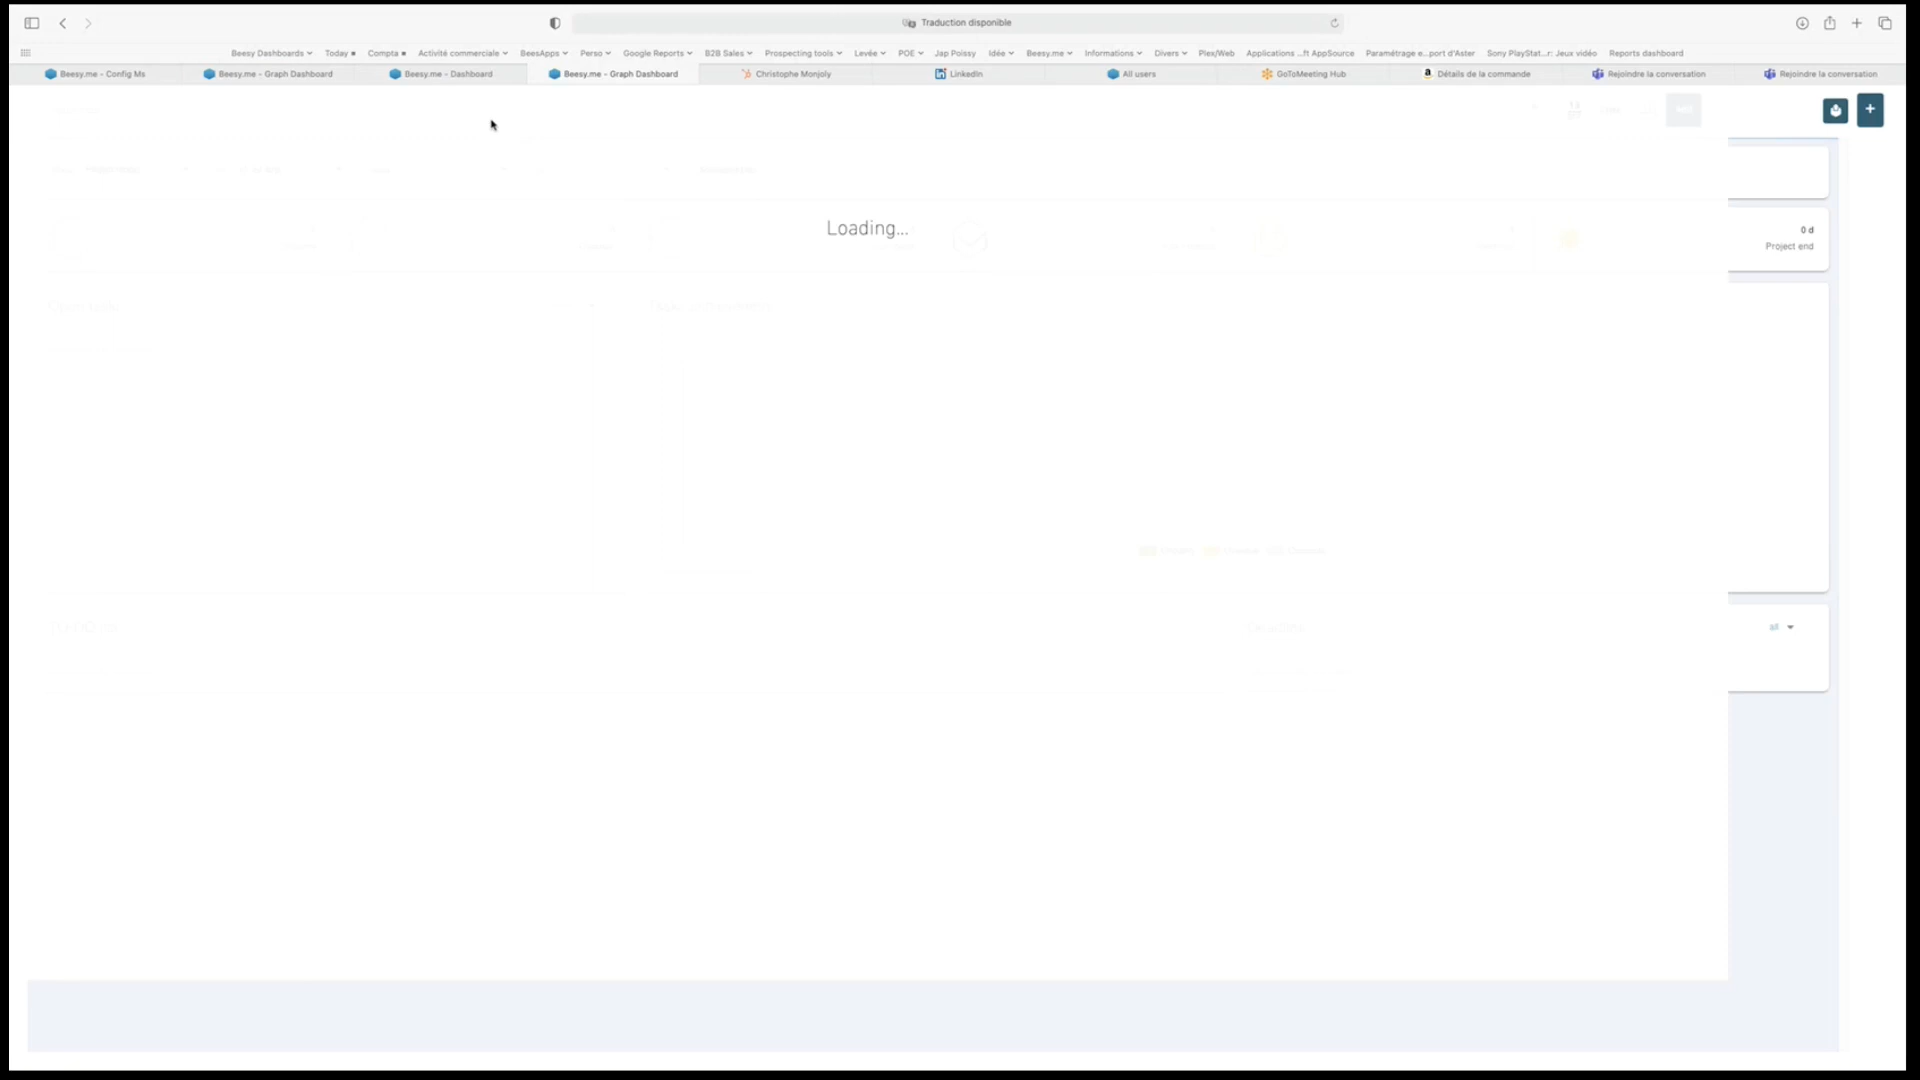 Traduction disponible
Beesy Dashboards Today Compta Activité commerciale BeesApps Perso Google Reports B2B Sales Prospecting tools Levée POE Jap Poissy Idée Beesy.me Informations Divers Plex/Web Applications ...ft AppSource Paramétrage e...port d'Aster Sony PlayStat...r: Jeux vidéo Reports dashboard
Beesy.me - Config Ms Beesy.me - Graph Dashboard Beesy.me - Dashboard Beesy.me - Graph Dashboard Christophe Monjoly LinkedIn All users GoToMeeting Hub Détails de la commande Rejoindre la conversation Rejoindre la conversation
+
Loading...
0 d
Project end
all